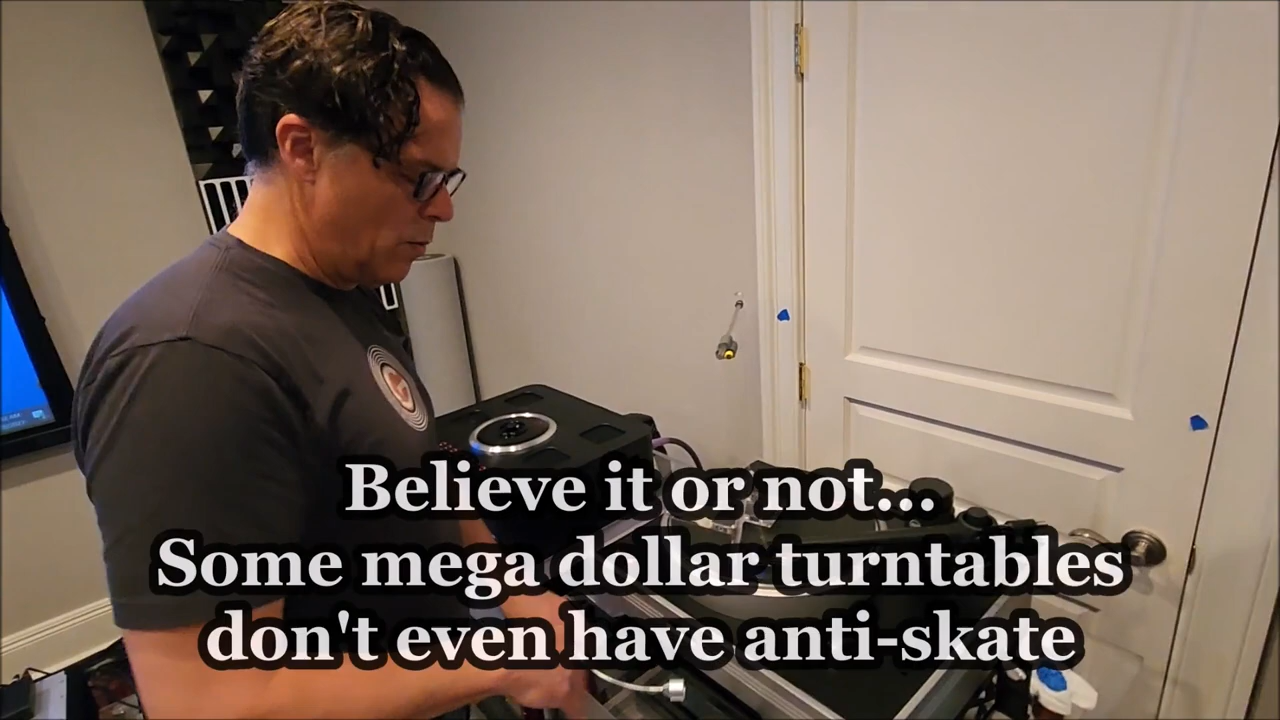 Believe it or not...
Some mega dollar turntables
don't even have anti-skate